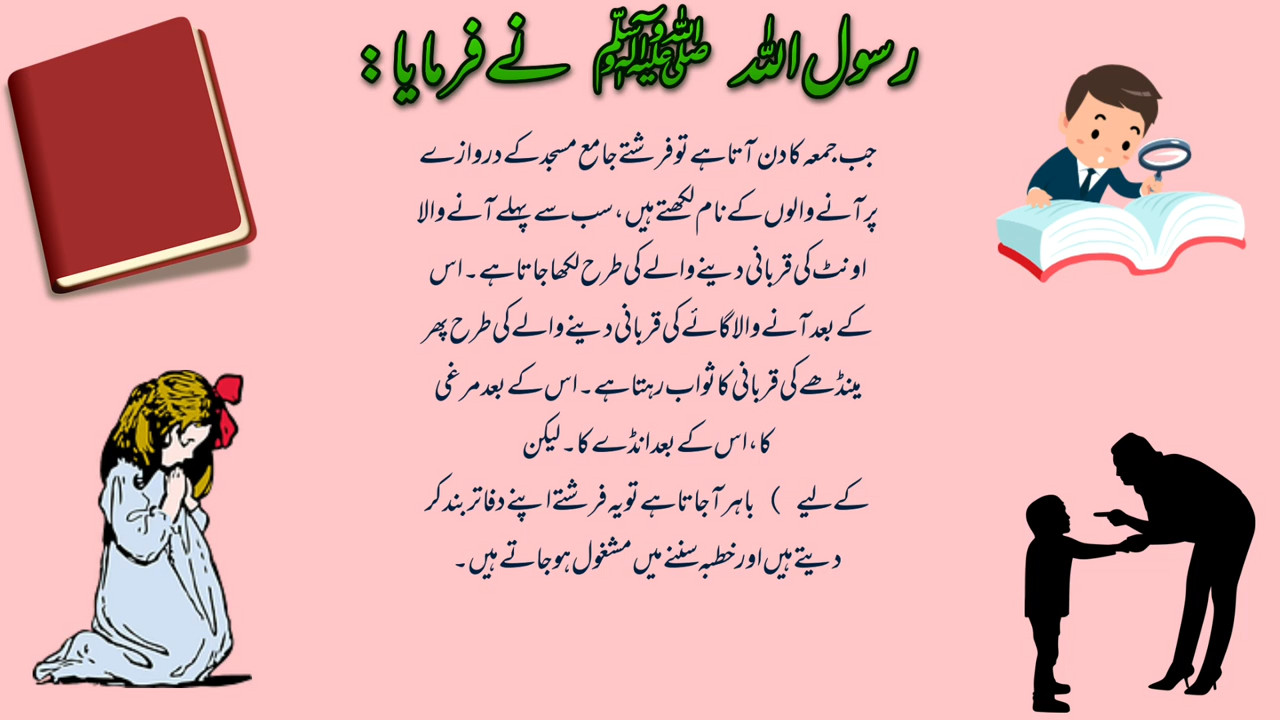 رسول اللہ ﷺ نے فرمایا :
جب جمعہ کا دن آتا ہے تو فرشتے جامع مسجد کے دروازے
پر آنے والوں کے نام لکھتے ہیں، سب سے پہلے آنے والا
اونٹ کی قربانی دینے والے کی طرح لکھا جاتا ہے۔ اس
کے بعد آنے والا گائے کی قربانی دینے والے کی طرح پھر
مینڈھے کی قربانی کا ثواب رہتا ہے۔ اس کے بعد مرغی
کا، اس کے بعد انڈے کا۔ لیکن
کے لیے ) باہر آجاتا ہے تو یہ فرشتے اپنے دفاتر بند کر
دیتے ہیں اور خطبہ سننے میں مشغول ہو جاتے ہیں۔